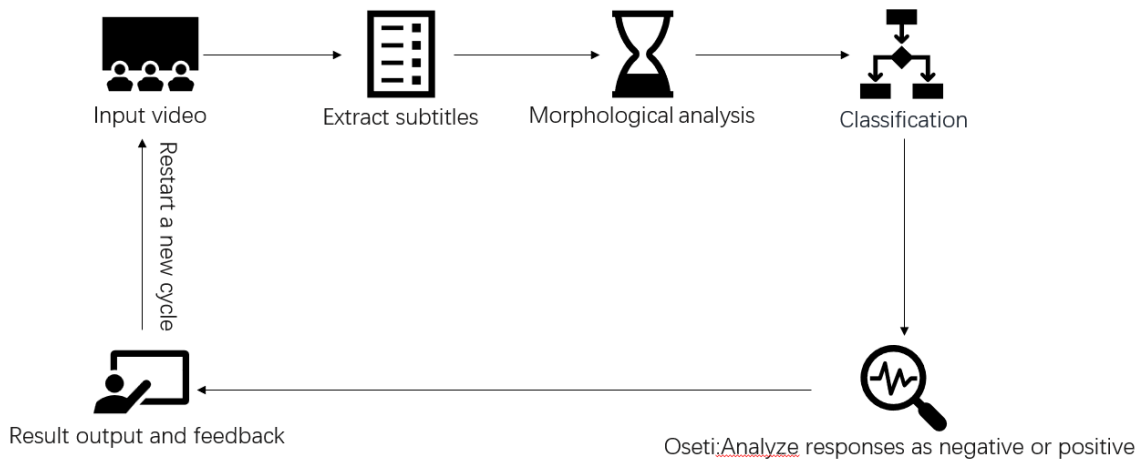 Input video
Extract subtitles
Morphological analysis
Classification
Restart a new cycle
Result output and feedback
Oseti:Analyze responses as negative or positive